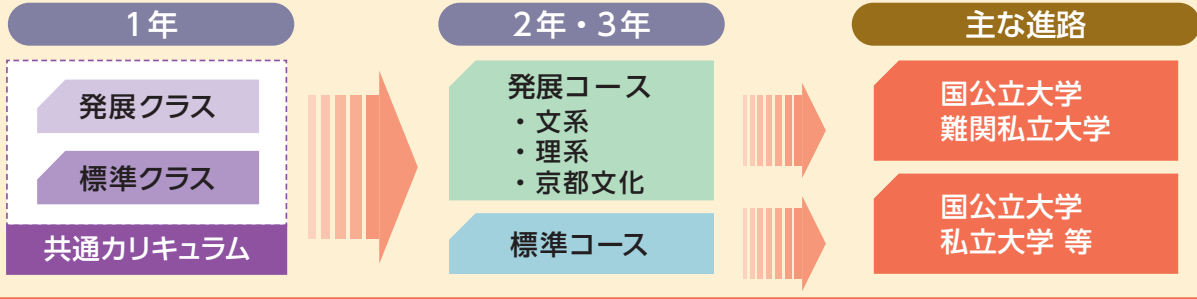 1年
発展クラス
標準クラス
共通カリキュラム
2年・3年
発展コース
・文系
・理系
・京都文化
標準コース
主な進路
国公立大学
難関私立大学
国公立大学
私立大学 等